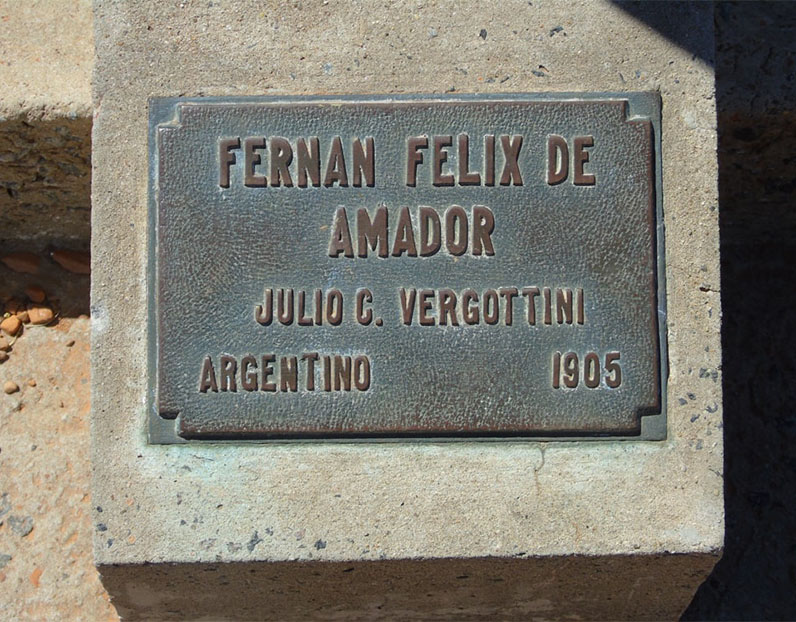 FERNAN FELIX DE
AMADOR
JULIO C. VERGOTTINI
ARGENTINO 1905